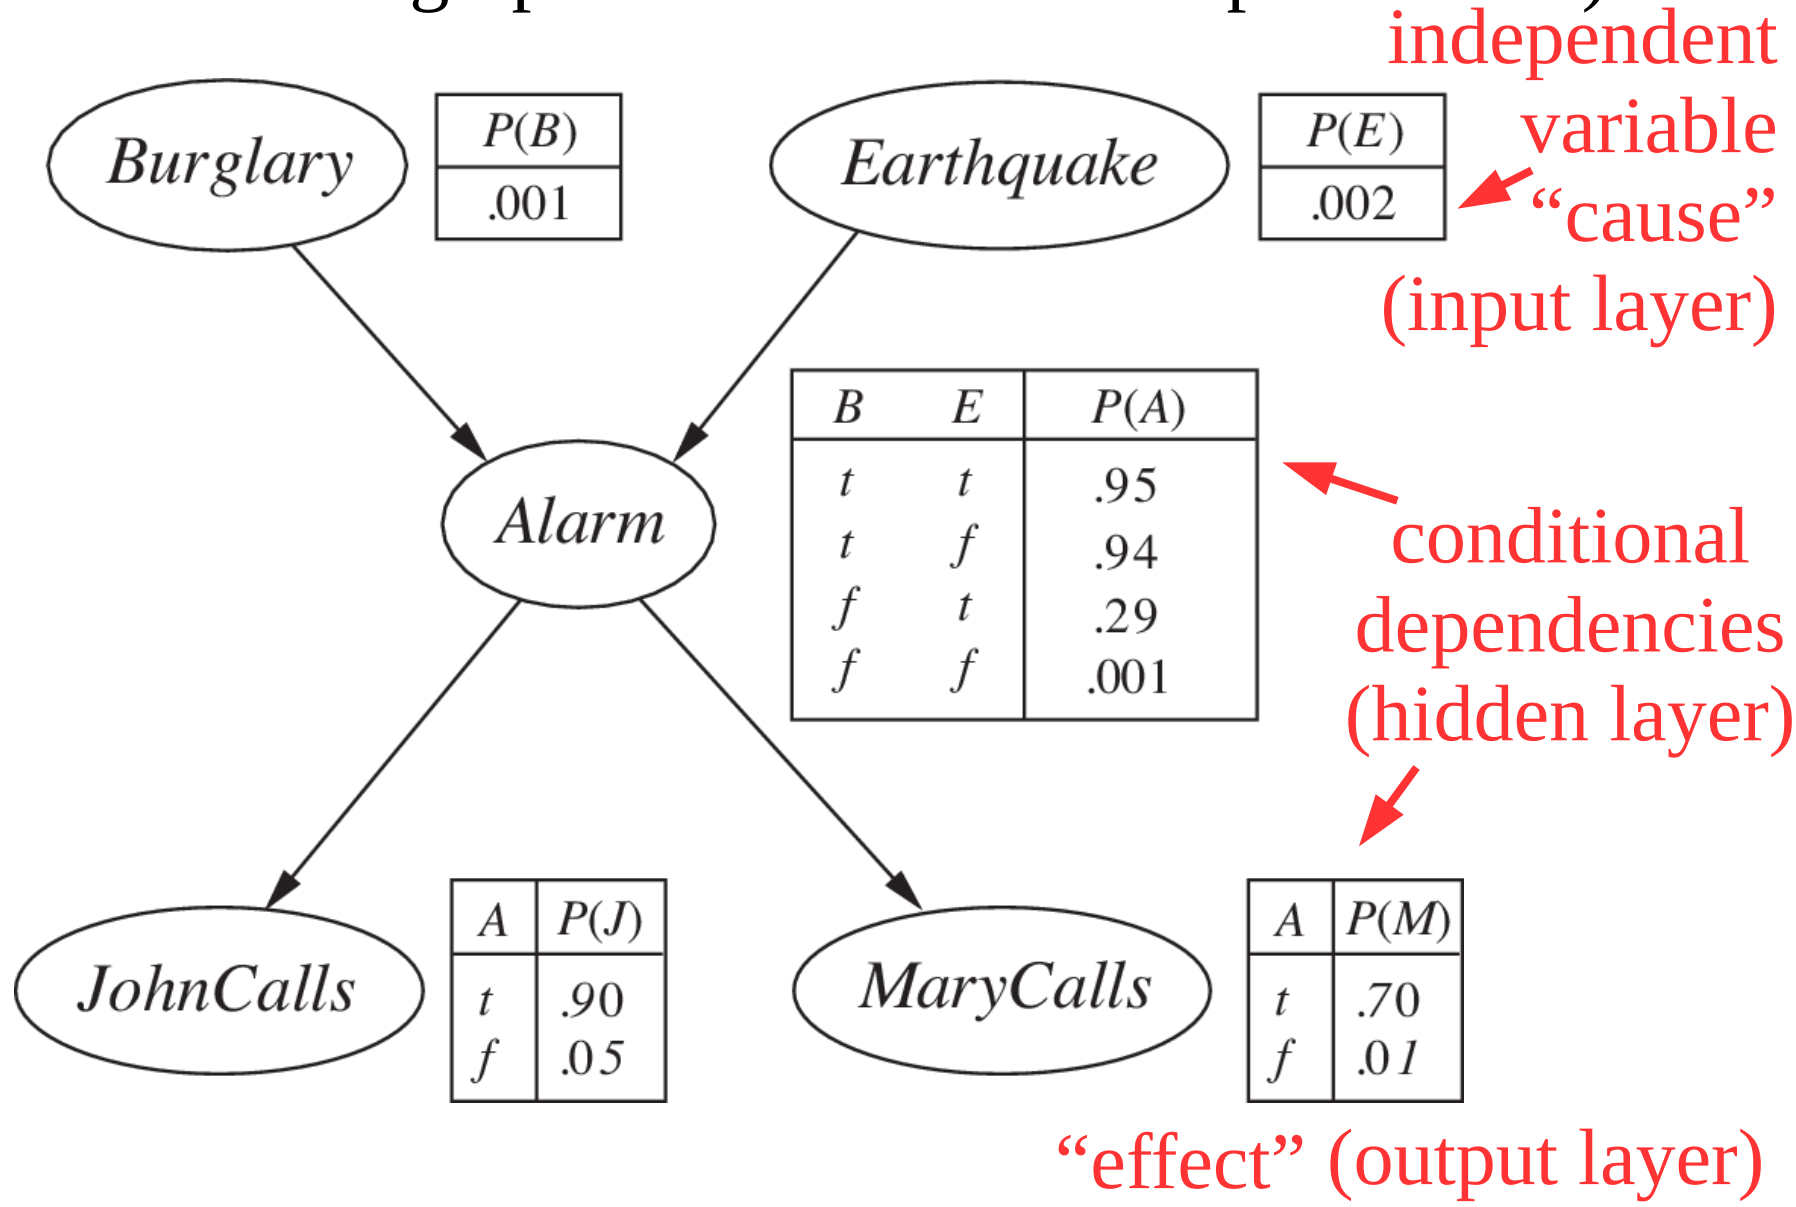 independent
variable
“cause”
(input layer)
Burglary
P(B)
.001
Earthquake
P(E)
.002
B E P(A)
t t .95
t f .94
f t .29
f f .001
Alarm
conditional
dependencies
(hidden layer)
JohnCalls
A P(J)
t .90
f .05
MaryCalls
A P(M)
t .70
f .01
“effect” (output layer)